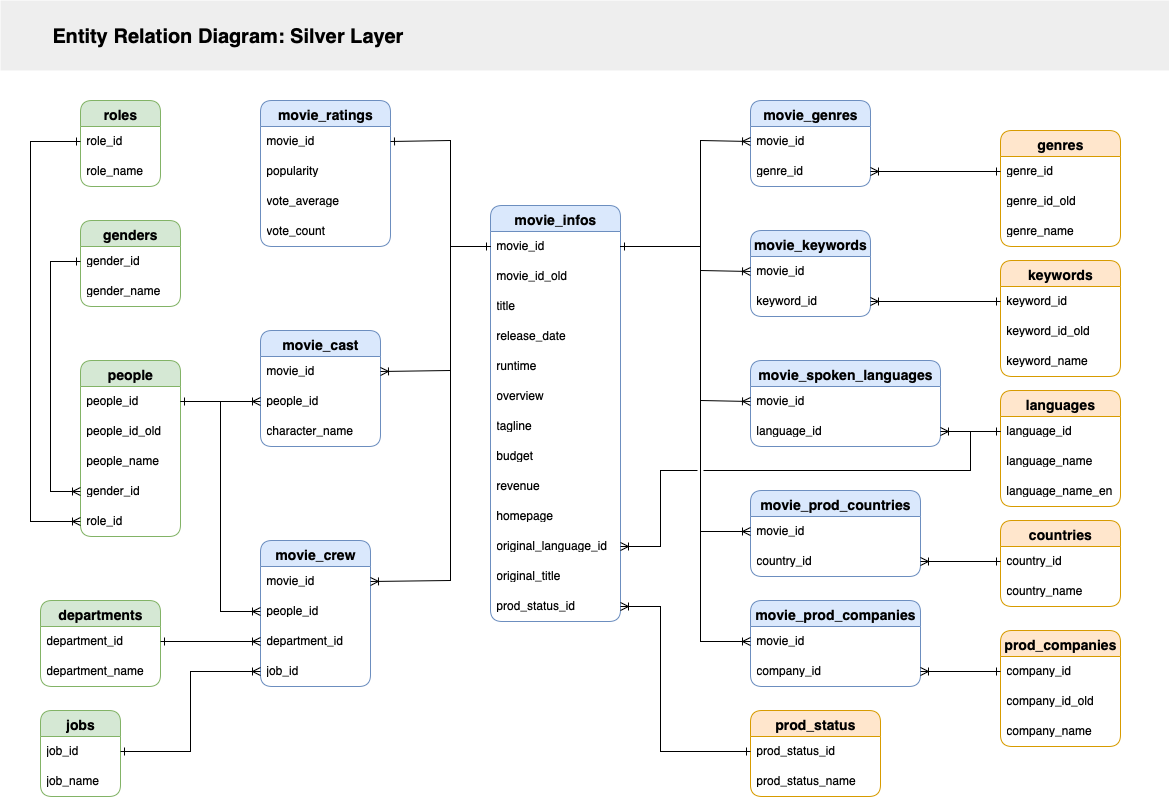 Entity Relation Diagram: Silver Layer
roles
role_id
role_name
genders
gender_id
gender_name
people
people_id
people_id_old
people_name
gender_id
role_id
departments
department_id
department_name
jobs
job_id
job_name
movie_ratings
movie_id
popularity
vote_average
vote_count
movie_cast
movie_id
people_id
character_name
movie_crew
movie_id
people_id
department_id
job_id
movie_infos
movie_id
movie_id_old
title
release_date
runtime
overview
tagline
budget
revenue
homepage
original_language_id
original_title
prod_status_id
movie_genres
movie_id
genre_id
movie_keywords
movie_id
keyword_id
movie_spoken_languages
movie_id
language_id
movie_prod_countries
movie_id
country_id
movie_prod_companies
movie_id
company_id
prod_status
prod_status_id
prod_status_name
genres
genre_id
genre_id_old
genre_name
keywords
keyword_id
keyword_id_old
keyword_name
languages
language_id
language_name
language_name_en
countries
country_id
country_name
prod_companies
company_id
company_id_old
company_name